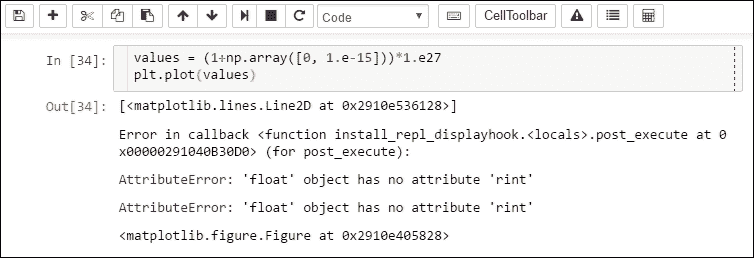 Code
CellToolbar
In [34]: values = (1+np.array([0, 1.e-15]))*1.e27
plt.plot(values)
Out[34]: [<matplotlib.lines.Line2D at 0x2910e536128>]
Error in callback <function install_repl_displayhook.<locals>.post_execute at 0
x00000291040B30D0> (for post_execute):
AttributeError: 'float' object has no attribute 'rint'
AttributeError: 'float' object has no attribute 'rint'
<matplotlib.figure.Figure at 0x2910e405828>